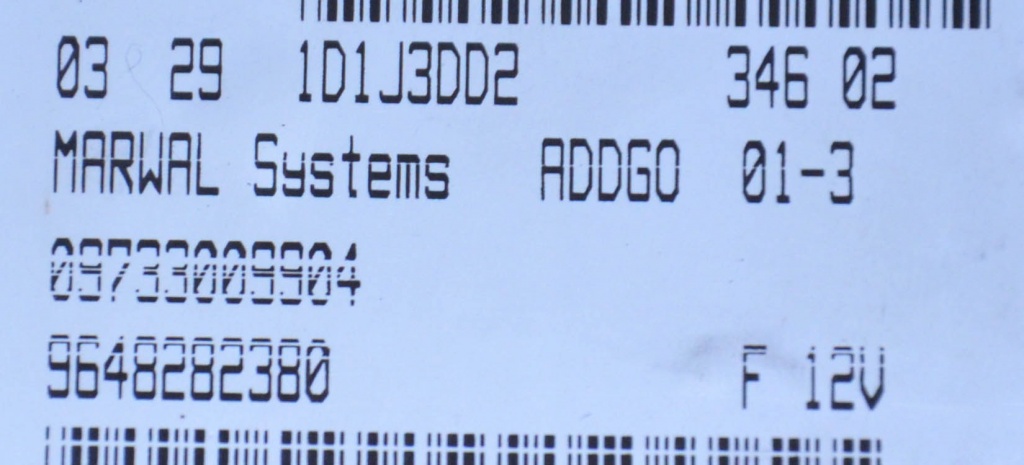 03 29 1D1J3DD2 346 02
MARWAL Systems ADDGO 01-3
09733009904
9648282380 F 12V